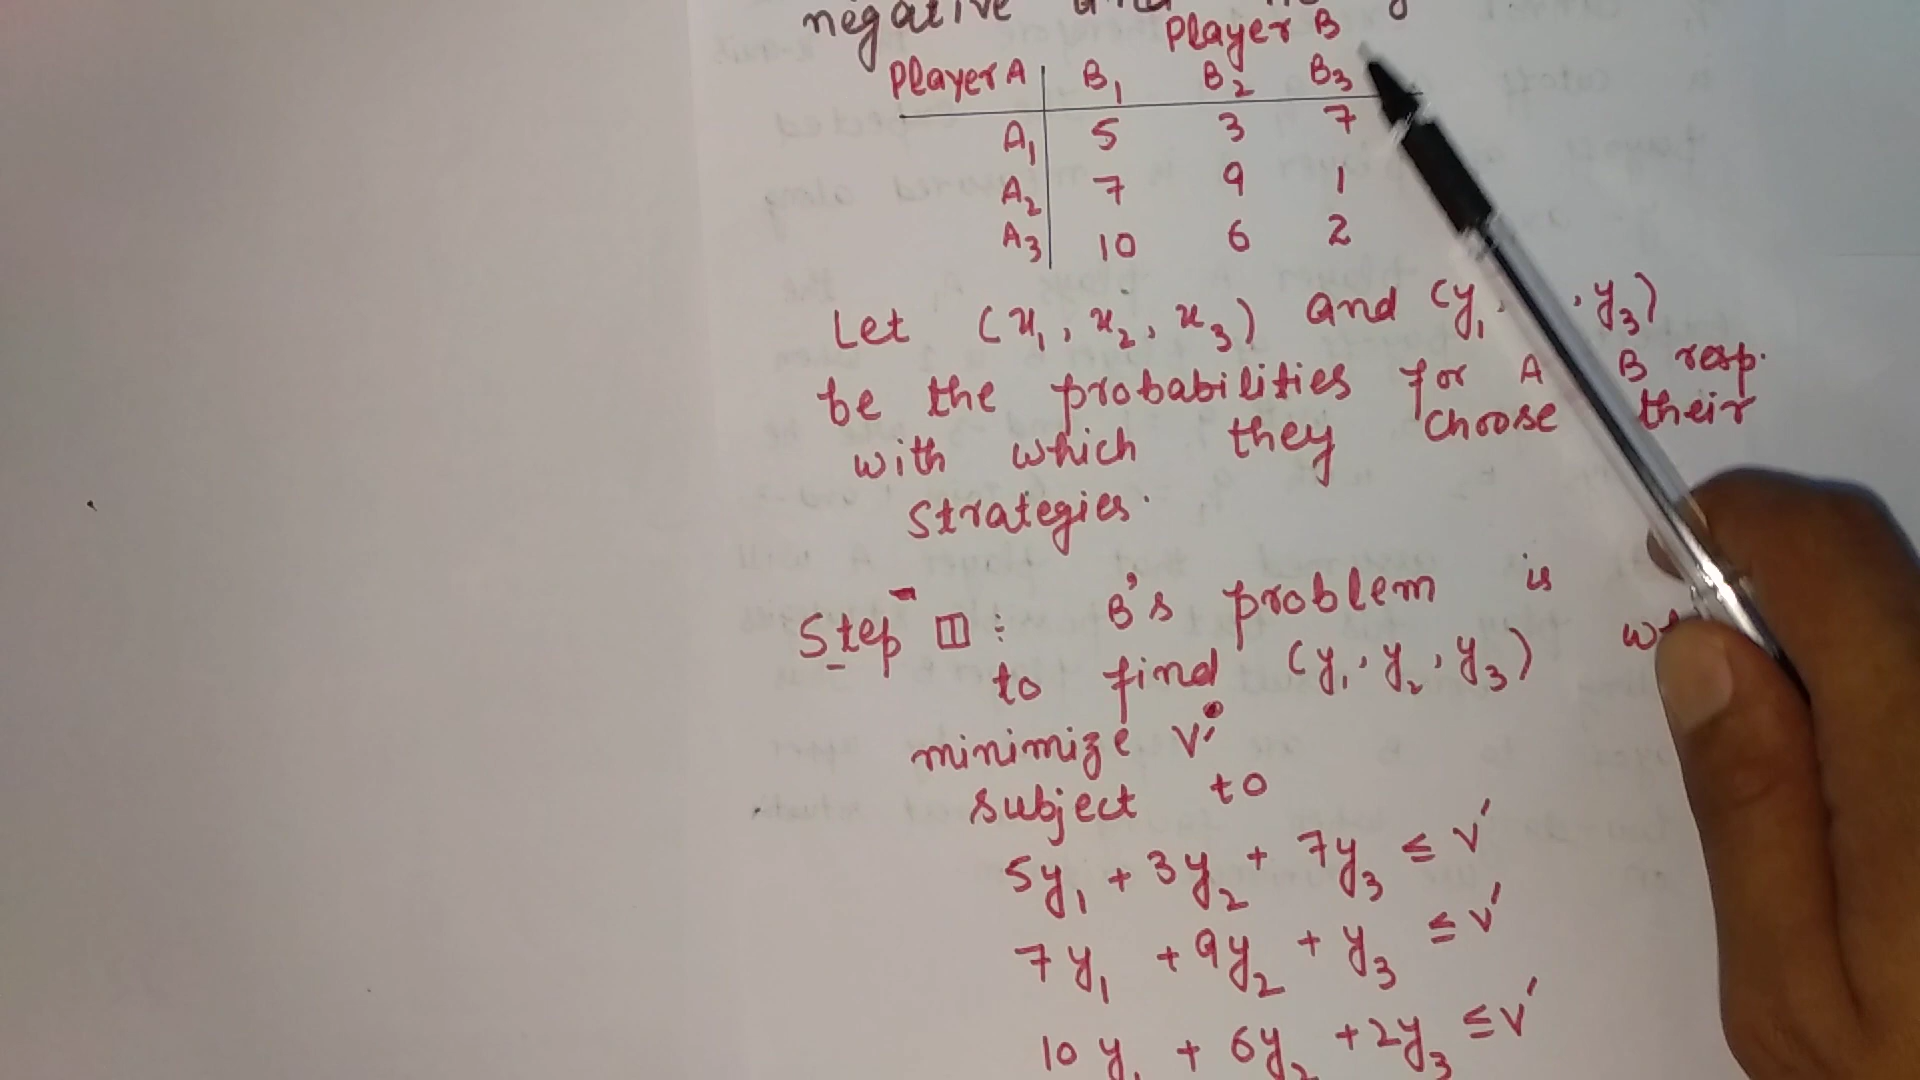 negative and
Player B
Player A | B₁ B₂ B₃
A₁ | 5 3 7
A₂ | 7 9 1
A₃ | 10 6 2
Let (x₁, x₂, x₃) and (y₁, , y₃)
be the probabilities for A B resp.
with which they choose their
strategies.
Step III: B's problem is
to find (y₁, y₂, y₃)
minimize v'
subject to
5y₁ + 3y₂ + 7y₃ ≤ v'
7y₁ + 9y₂ + y₃ ≤ v'
10y₁ + 6y₂ + 2y₃ ≤ v'